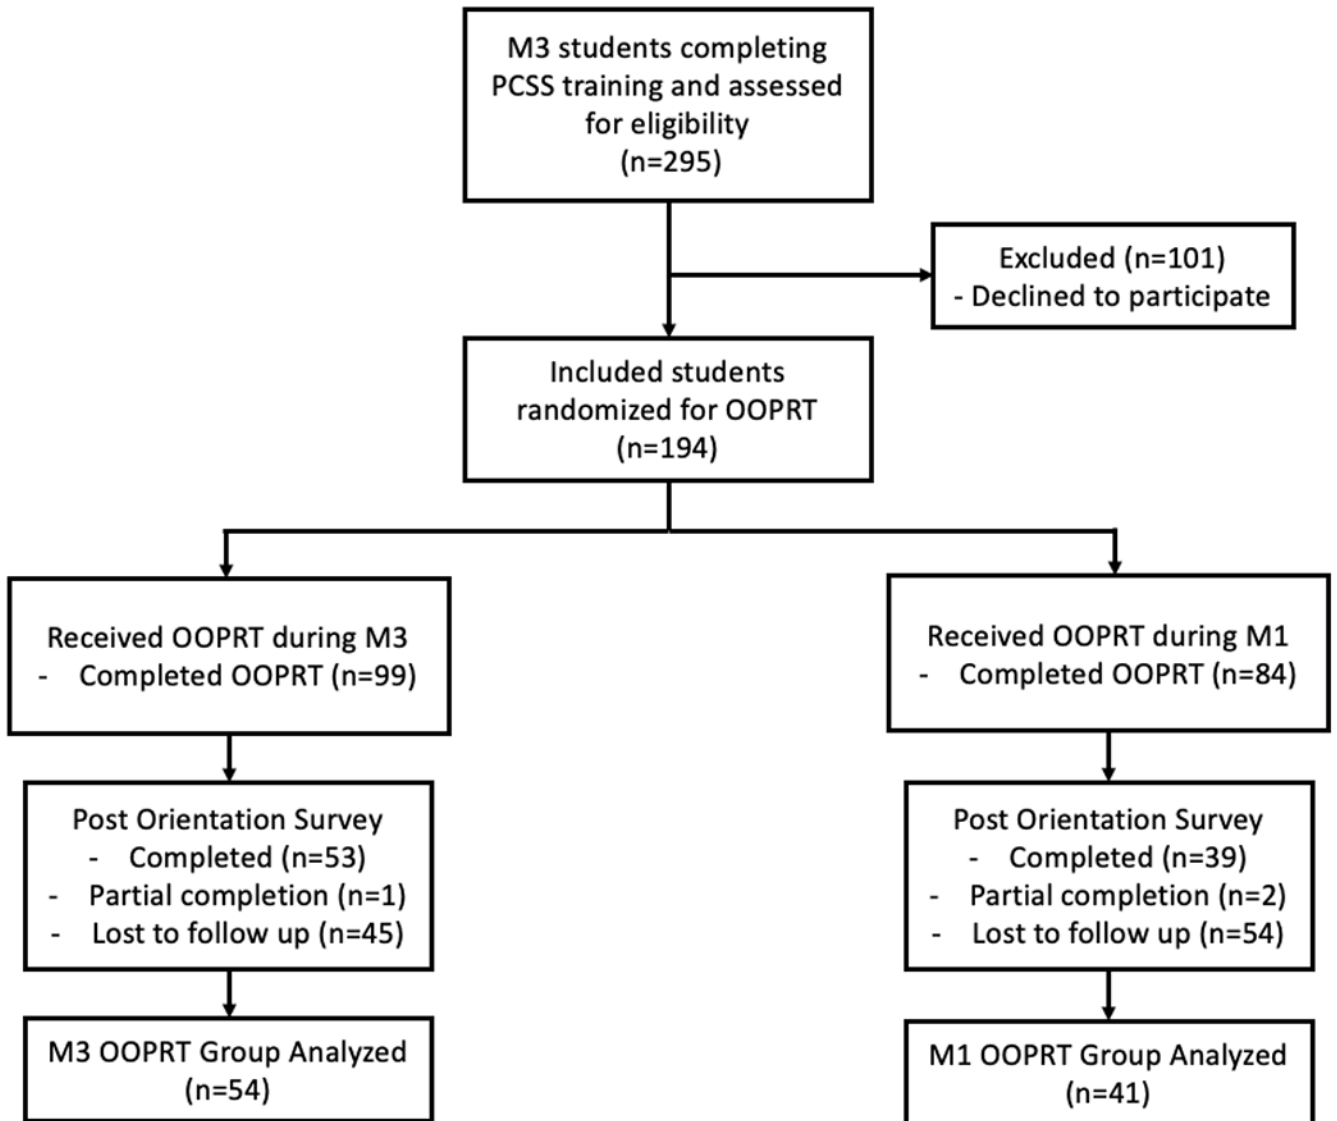 M3 students completing
PCSS training and assessed
for eligibility
(n=295)
Excluded (n=101)
- Declined to participate
Included students
randomized for OOPRT
(n=194)
Received OOPRT during M3
- Completed OOPRT (n=99)
Received OOPRT during M1
- Completed OOPRT (n=84)
Post Orientation Survey
- Completed (n=53)
- Partial completion (n=1)
- Lost to follow up (n=45)
Post Orientation Survey
- Completed (n=39)
- Partial completion (n=2)
- Lost to follow up (n=54)
M3 OOPRT Group Analyzed
(n=54)
M1 OOPRT Group Analyzed
(n=41)